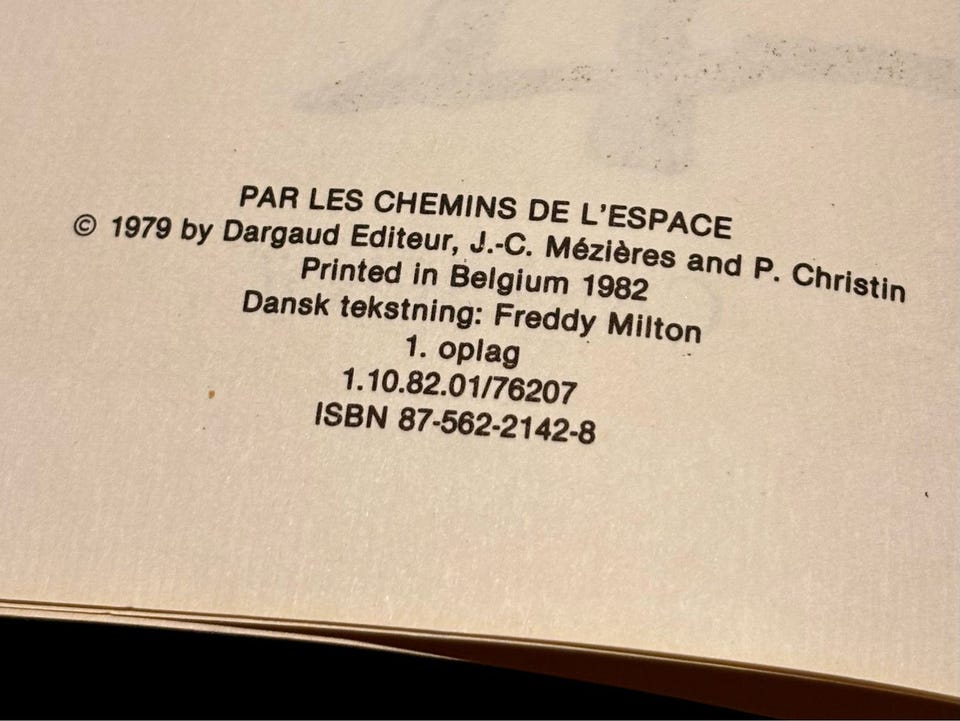 PAR LES CHEMINS DE L'ESPACE
© 1979 by Dargaud Editeur, J.-C. Mézières and P. Christin
Printed in Belgium 1982
Dansk tekstning: Freddy Milton
1. oplag
1.10.82.01/76207
ISBN 87-562-2142-8